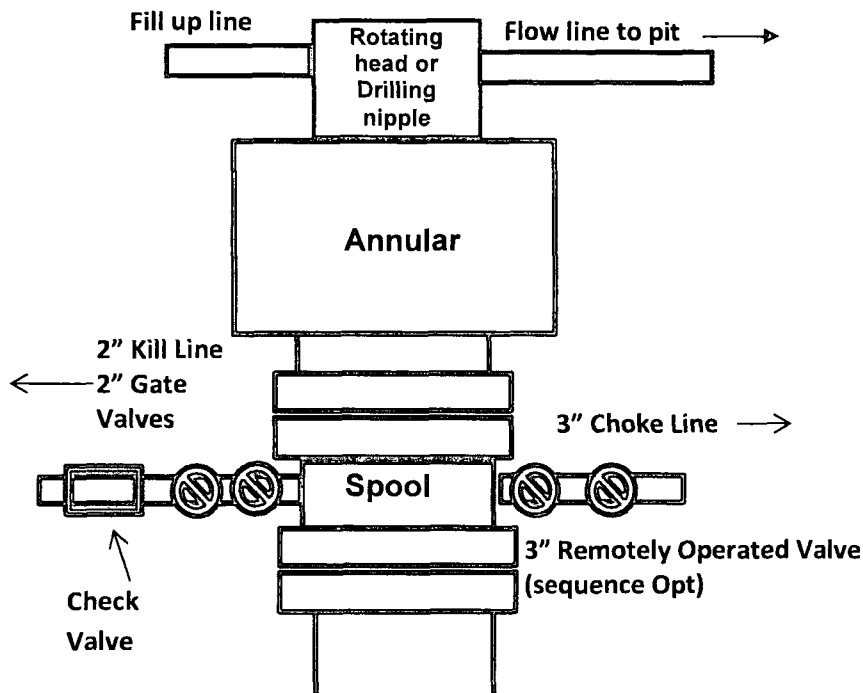 Fill up line
Rotating
head or
Drilling
nipple
Flow line to pit
Annular
2” Kill Line
2” Gate
Valves
3” Choke Line
Spool
3” Remotely Operated Valve
(sequence Opt)
Check
Valve